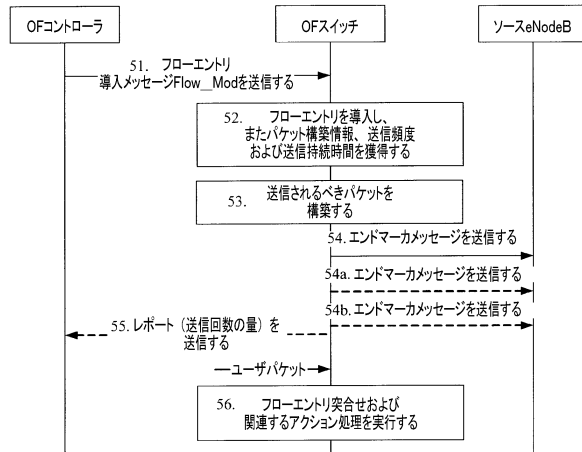 OFコントローラ
OFスイッチ
ソースeNodeB
51. フローエントリ
導入メッセージFlow__Modを送信する
52. フローエントリを導入し、
またパケット構築情報、送信頻度
および送信持続時間を獲得する
53. 送信されるべきパケットを
構築する
54. エンドマーカメッセージを送信する
54a. エンドマーカメッセージを送信する
54b. エンドマーカメッセージを送信する
55. レポート（送信回数の量）を
送信する
ユーザパケット
56. フローエントリ突合せおよび
関連するアクション処理を実行する